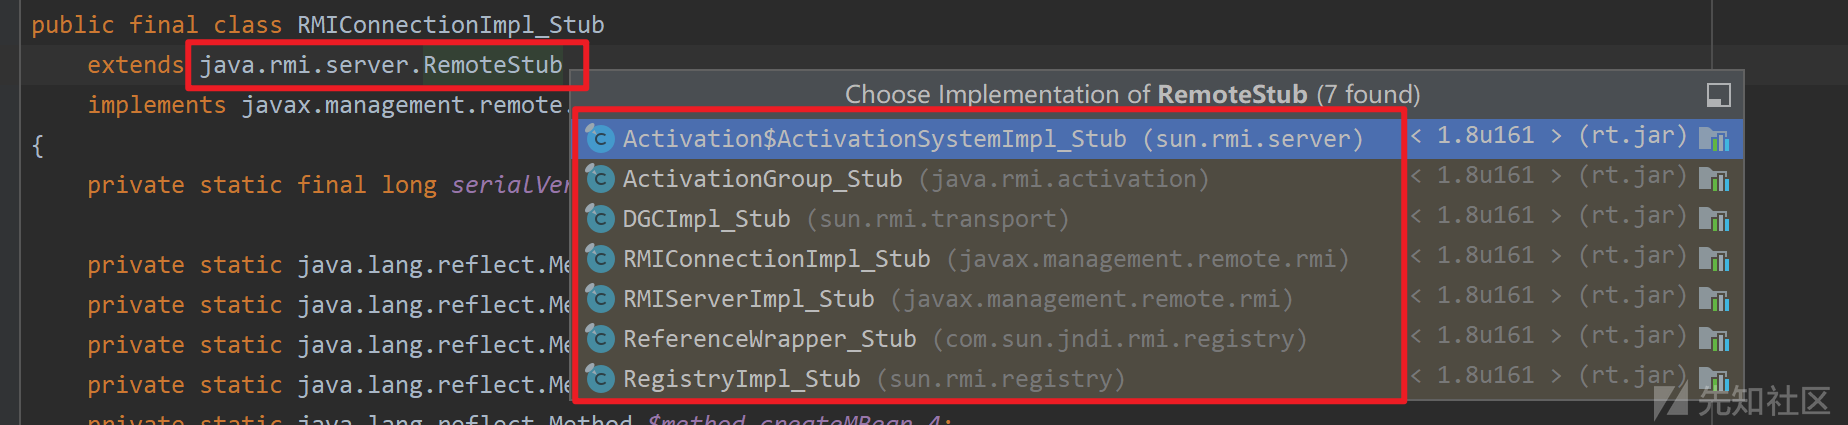 public final class RMIConnectionImpl_Stub
extends java.rmi.server.RemoteStub
implements javax.management.remote.
{
private static final long serialVer
private static java.lang.reflect.Me
private static java.lang.reflect.Me
private static java.lang.reflect.Me
private static java.lang.reflect.Me
private static java.lang.reflect.Method $method_createMBean_4;
Choose Implementation of RemoteStub (7 found)
Activation$ActivationSystemImpl_Stub (sun.rmi.server) < 1.8u161 > (rt.jar)
ActivationGroup_Stub (java.rmi.activation) < 1.8u161 > (rt.jar)
DGCImpl_Stub (sun.rmi.transport) < 1.8u161 > (rt.jar)
RMIConnectionImpl_Stub (javax.management.remote.rmi) < 1.8u161 > (rt.jar)
RMIServerImpl_Stub (javax.management.remote.rmi) < 1.8u161 > (rt.jar)
ReferenceWrapper_Stub (com.sun.jndi.rmi.registry) < 1.8u161 > (rt.jar)
RegistryImpl_Stub (sun.rmi.registry) < 1.8u161 > (rt.jar)
先知社区